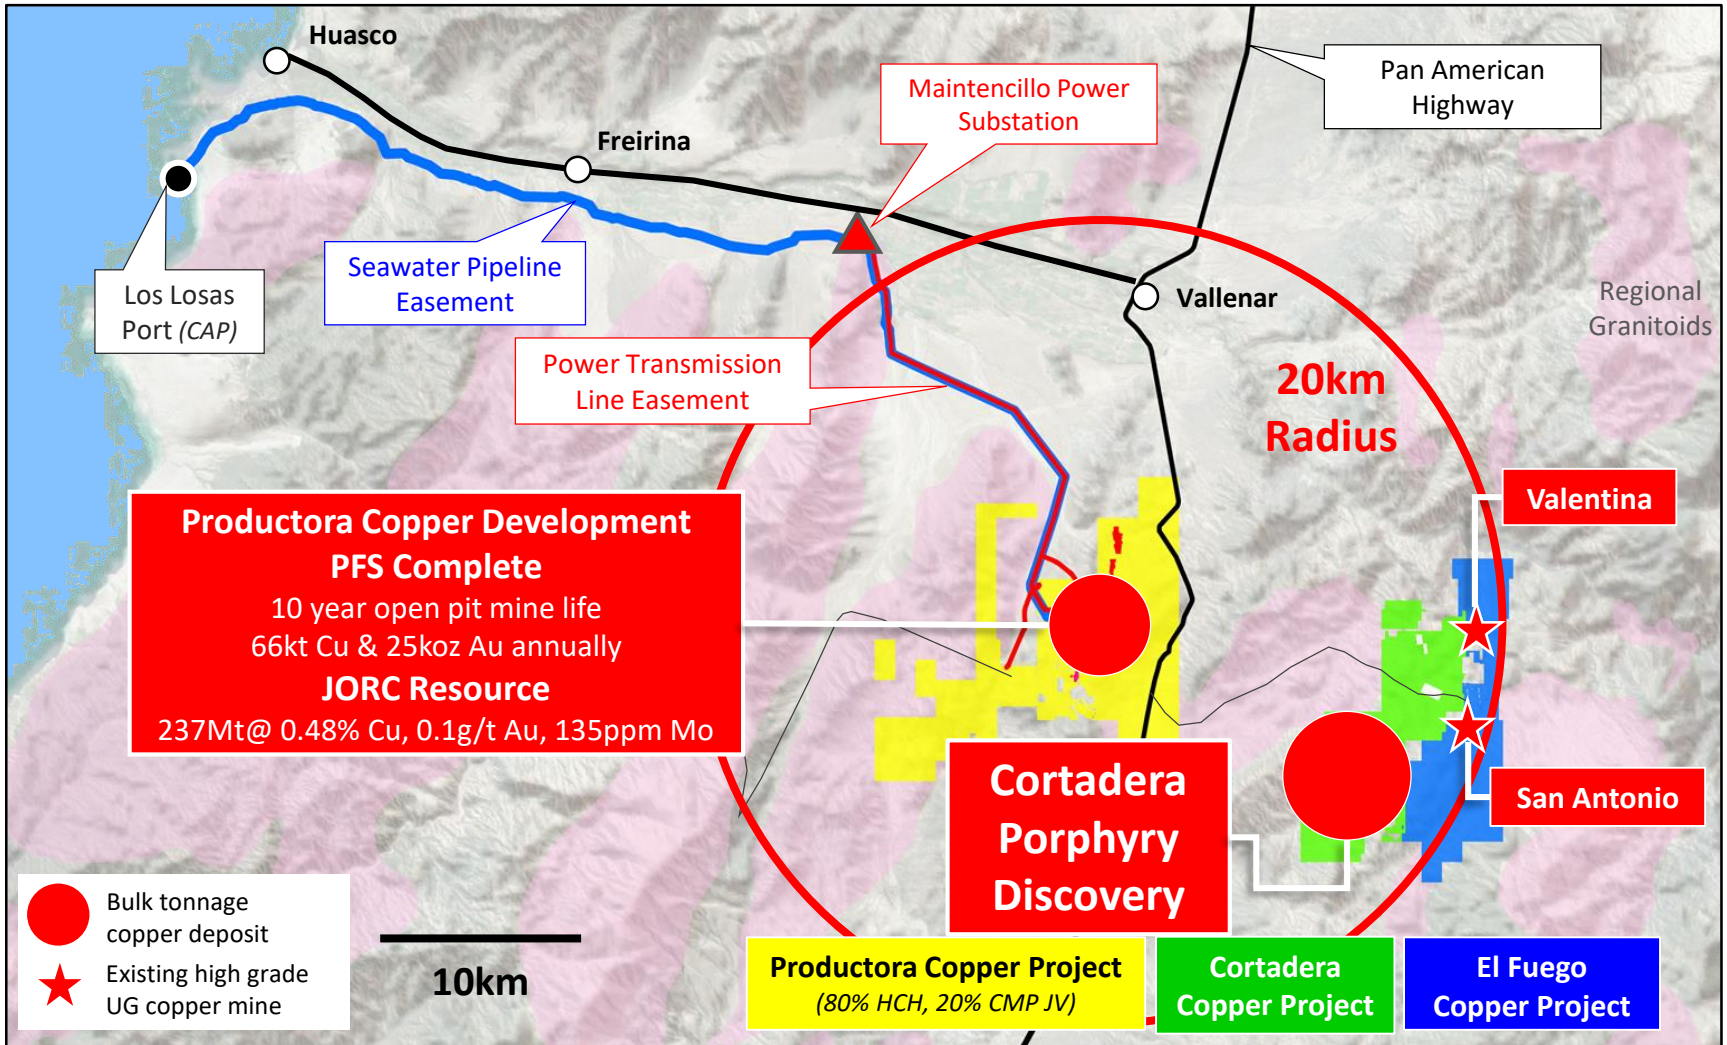 Huasco
Pan American
Highway
Maintencillo Power
Substation
Freirina
Seawater Pipeline
Easement
Los Losas
Port (CAP)
Vallenar
Regional
Granitoids
Power Transmission
Line Easement
20km
Radius
Valentina
Productora Copper Development
PFS Complete
10 year open pit mine life
66kt Cu & 25koz Au annually
JORC Resource
237Mt@ 0.48% Cu, 0.1g/t Au, 135ppm Mo
Cortadera
Porphyry
Discovery
San Antonio
Bulk tonnage
copper deposit
Existing high grade
UG copper mine
10km
Productora Copper Project
(80% HCH, 20% CMP JV)
Cortadera
Copper Project
El Fuego
Copper Project